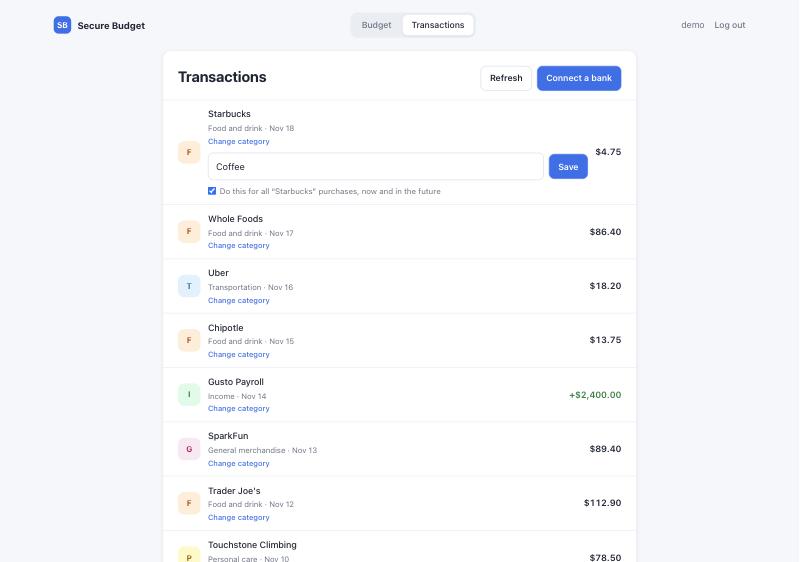 SB Secure Budget
Budget Transactions
demo Log out
Transactions
Refresh Connect a bank
Starbucks
Food and drink · Nov 18
Change category
F
$4.75
Coffee
Save
Do this for all "Starbucks" purchases, now and in the future
Whole Foods
F
Food and drink · Nov 17
$86.40
Change category
Uber
T
Transportation · Nov 16
$18.20
Change category
Chipotle
F
Food and drink · Nov 15
$13.75
Change category
Gusto Payroll
I
Income · Nov 14
+$2,400.00
Change category
SparkFun
G
General merchandise · Nov 13
$89.40
Change category
Trader Joe's
F
Food and drink · Nov 12
$112.90
Change category
Touchstone Climbing
P
Personal care · Nov 10
$78.50